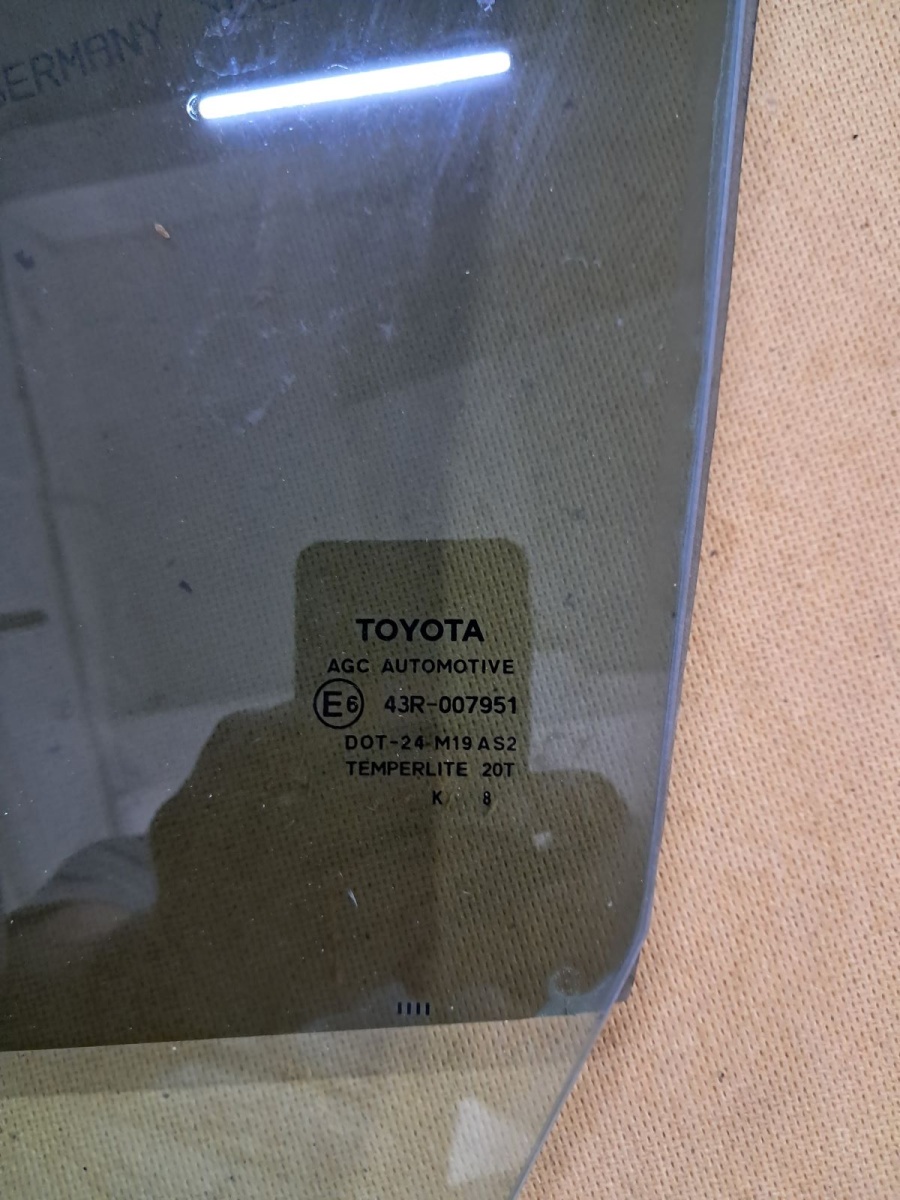 GERMANY
TOYOTA
AGC AUTOMOTIVE
E6 43R-007951
DOT-24-M19 AS2
TEMPERLITE 20T
K 8